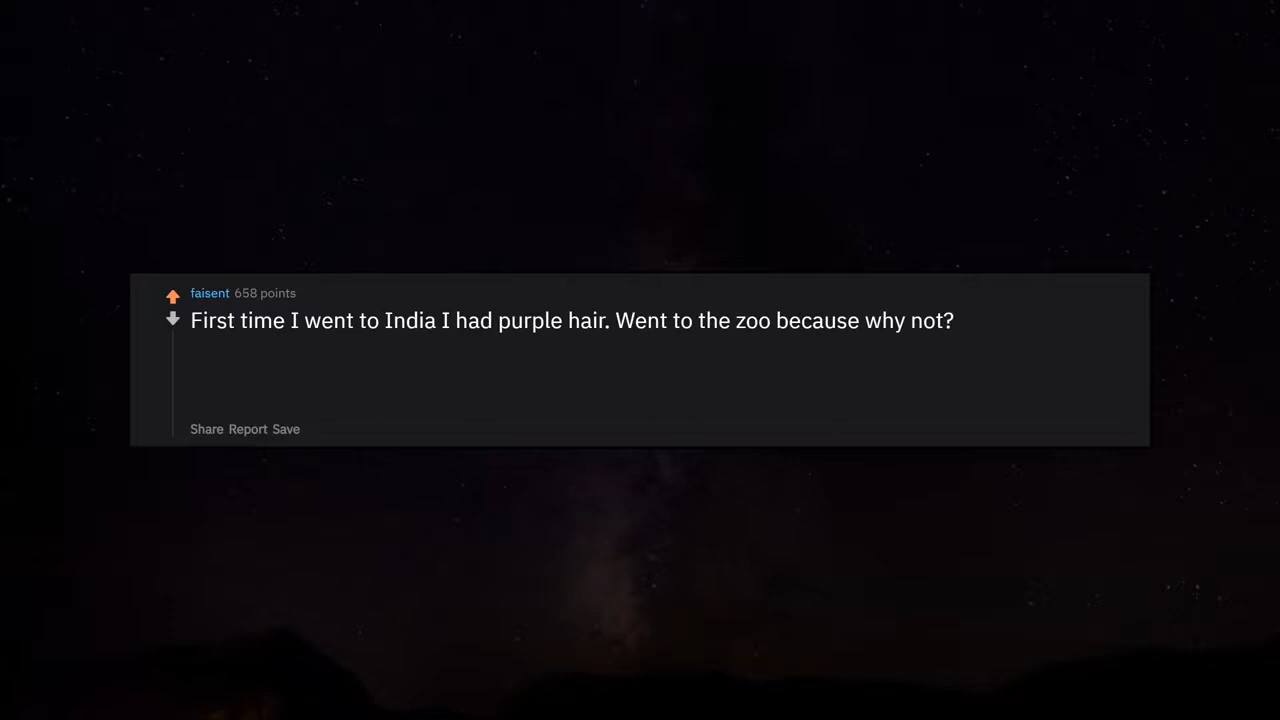 faisent 658 points
First time I went to India I had purple hair. Went to the zoo because why not?
Share Report Save